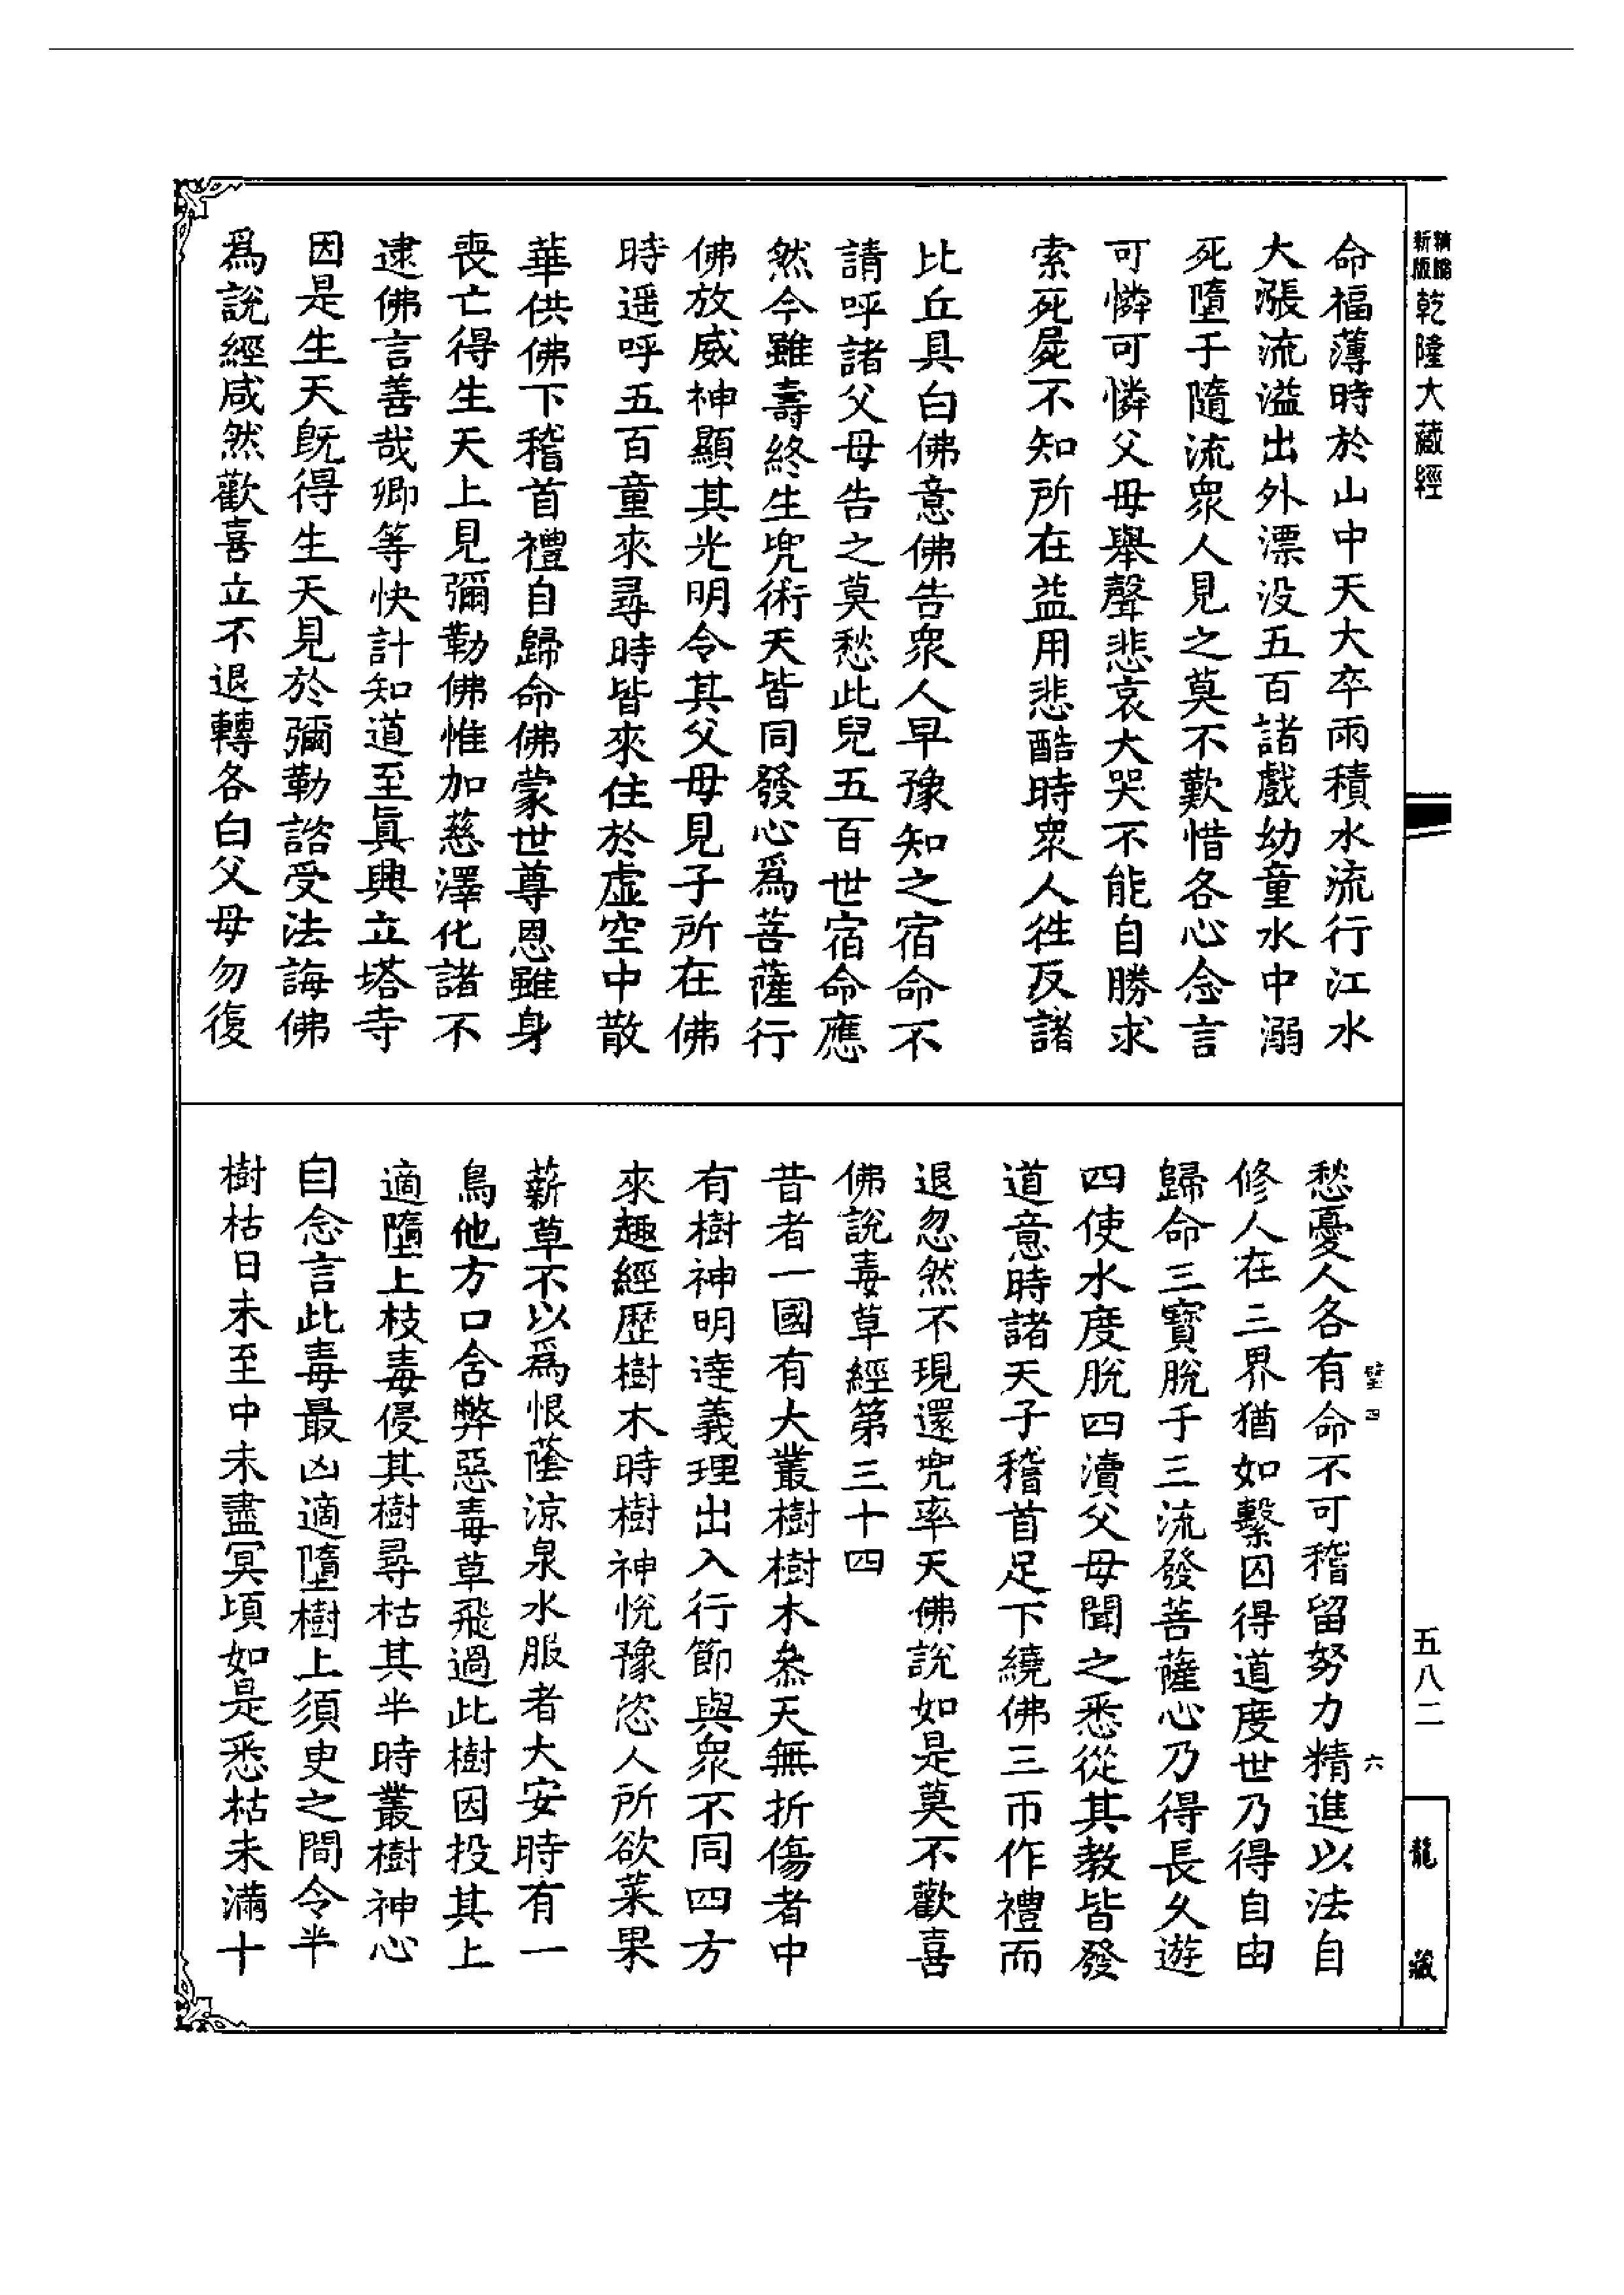 精縮新版乾隆大藏經
命福薄時於山中天大卒雨積水流行江水
大漲流溢出外漂没五百諸戲幼童水中溺
死墮于隨流衆人見之莫不歎惜各心念言
可憐可憐父母舉聲悲哀大哭不能自勝求
索死屍不知所在益用悲酷時衆人徃反諸
比丘具白佛意佛告衆人早豫知之宿命不
請呼諸父母告之莫愁此兒五百世宿命應
然今雖壽終生兠術天皆同發心爲菩薩行
佛放威神顯其光明令其父母見子所在佛
時遥呼五百童來尋時皆來住於虚空中散
華供佛下稽首禮自歸命佛蒙世尊恩雖身
喪亡得生天上見彌勒佛惟加慈澤化諸不
逮佛言善哉卿等快計知道至真興立塔寺
因是生天旣得生天見於彌勒諮受法誨佛
爲說經咸然歡喜立不退轉各白父母勿復
愁憂人各有命不可稽留努力精進以法自
修人在三界猶如繫囚得道度世乃得自由
歸命三寶脫于三流發菩薩心乃得長久遊
四使水度脫四瀆父母聞之悉從其教皆發
道意時諸天子稽首足下繞佛三帀作禮而
退忽然不現還兠率天佛說如是莫不歡喜
佛說毒草經第三十四
昔者一國有大叢樹樹木叅天無折傷者中
有樹神明達義理出入行節與衆不同四方
來趣經歷樹木時樹神悅豫恣人所欲菜果
薪草不以爲恨蔭涼泉水服者大安時有一
鳥他方口含弊惡毒草飛過此樹因投其上
適墮上枝毒侵其樹尋枯其半時叢樹神心
自念言此毒最凶適墮樹上須臾之間令半
樹枯日未至中未盡冥項如是悉枯未滿十
璧四
六
五八二
龍藏